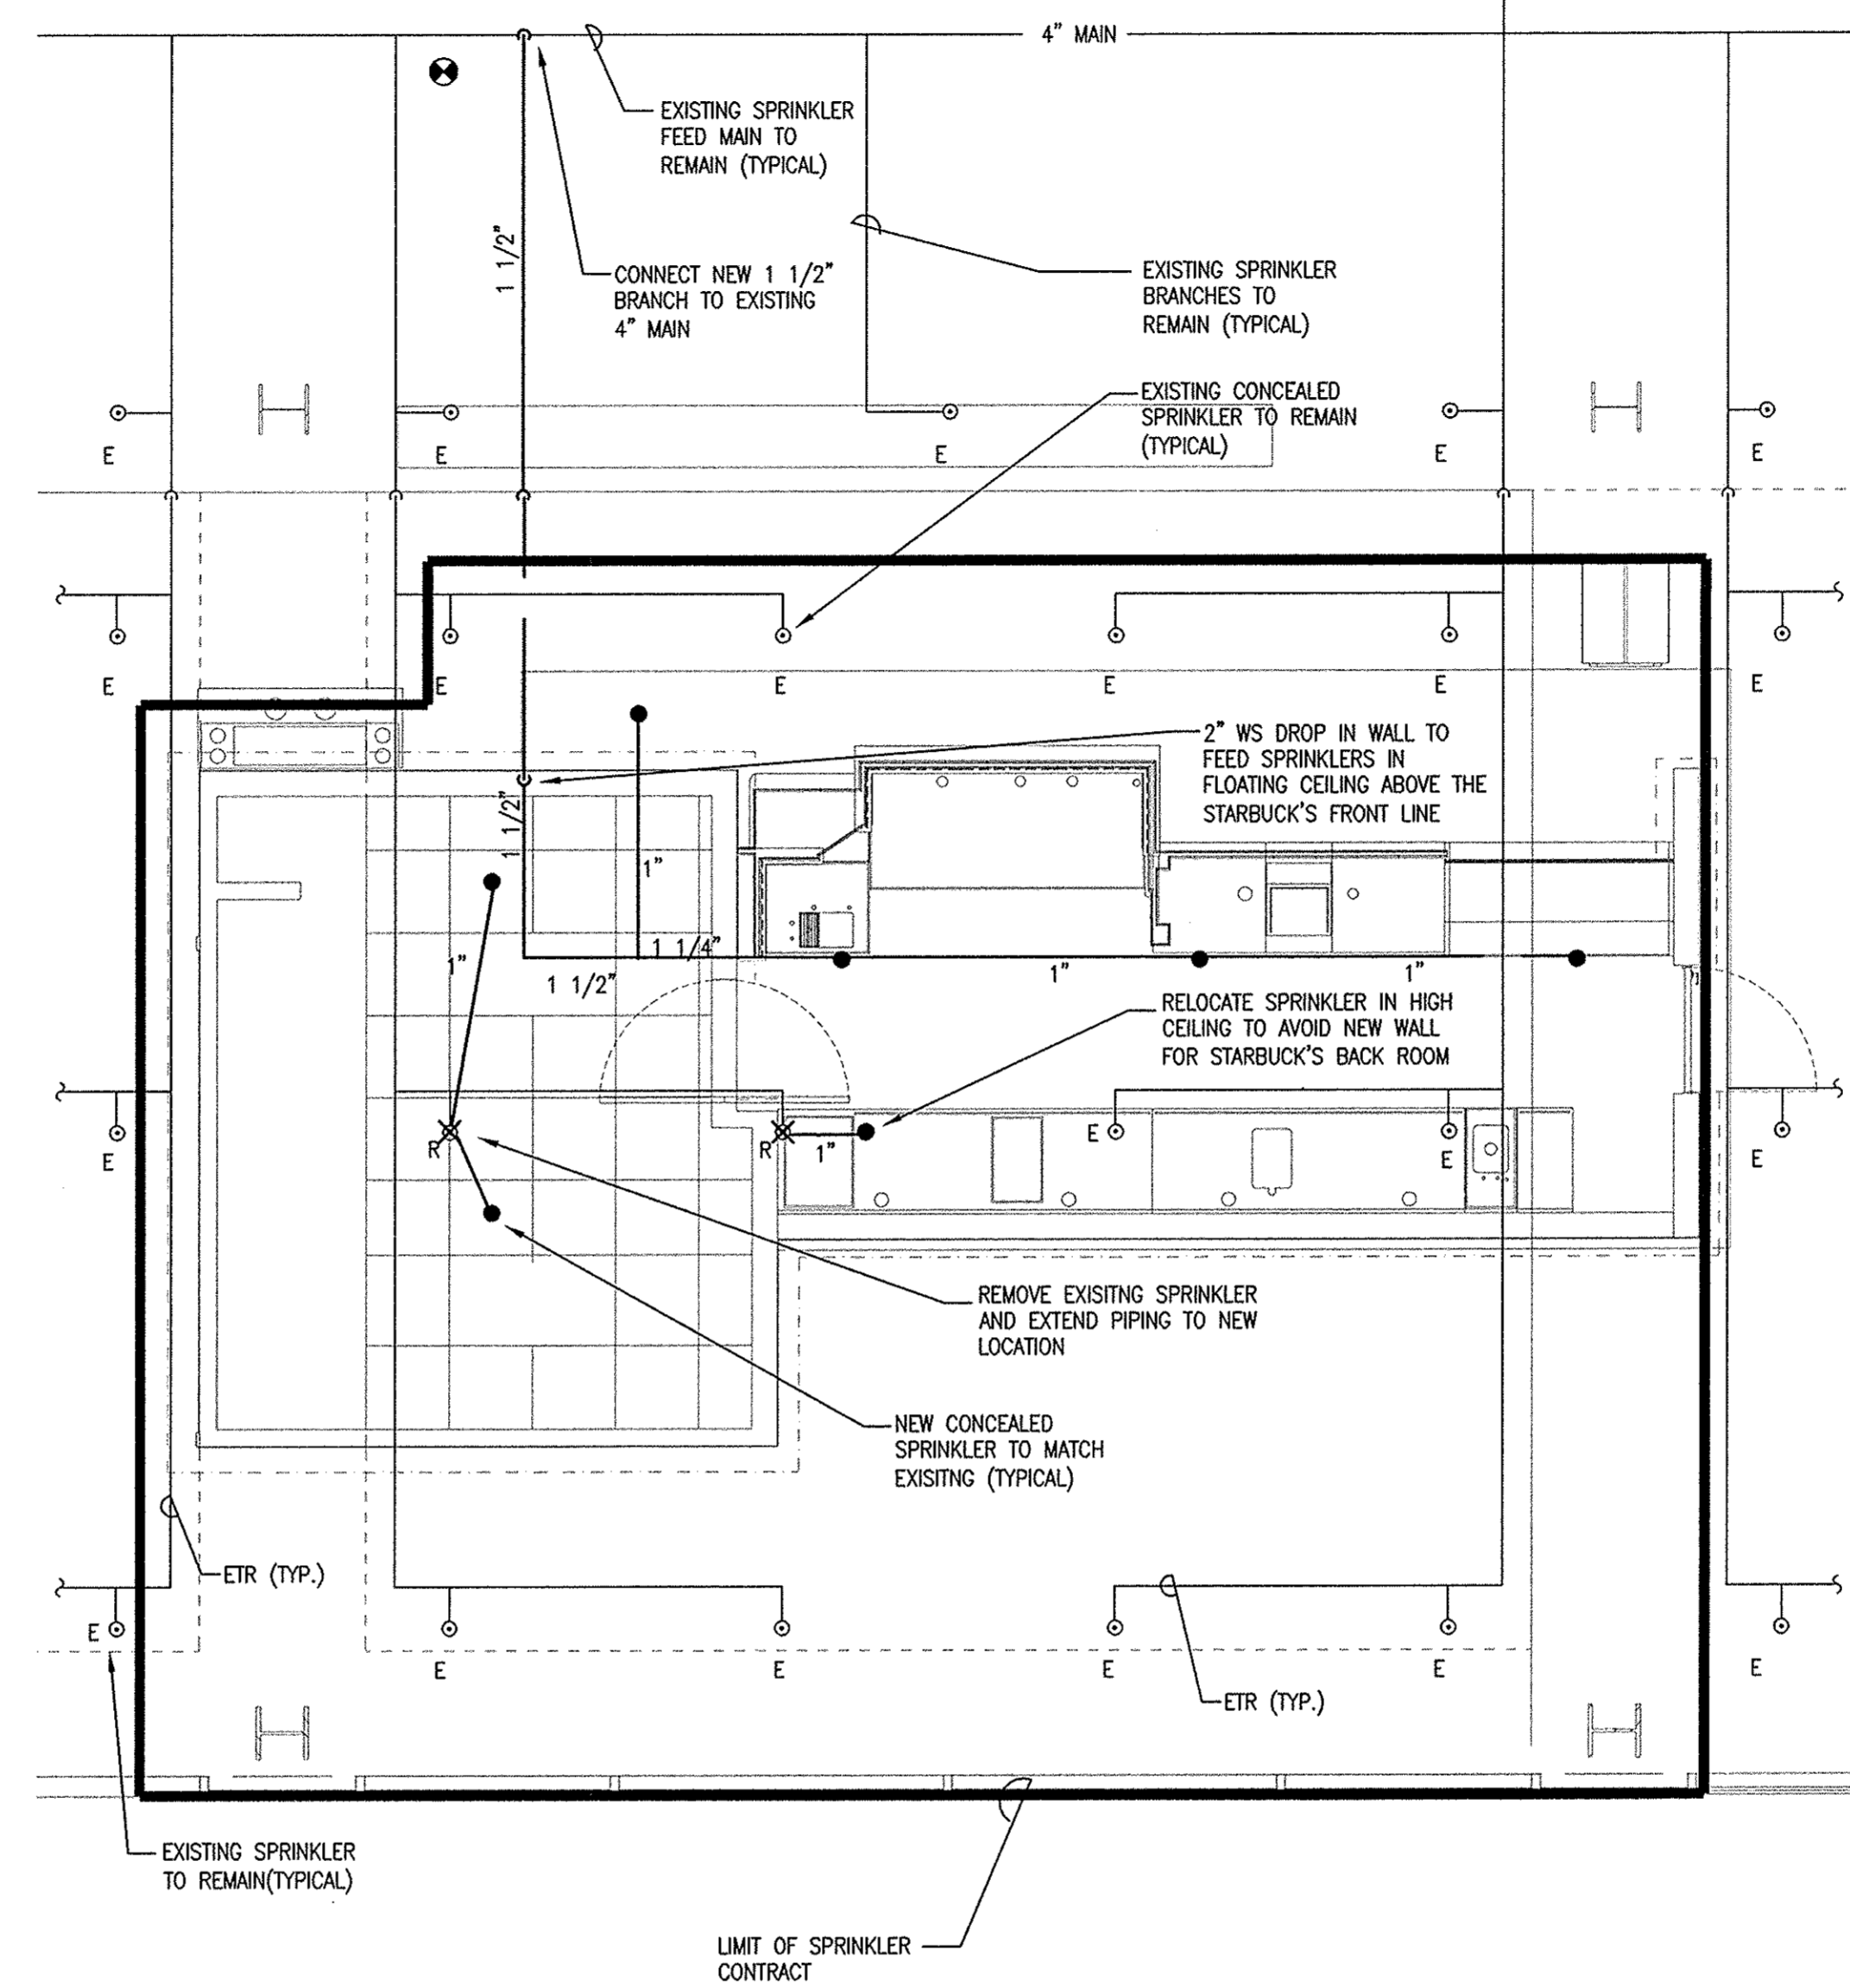 4" MAIN
EXISTING SPRINKLER
FEED MAIN TO
REMAIN (TYPICAL)
1 1/2"
CONNECT NEW 1 1/2"
BRANCH TO EXISTING
4" MAIN
EXISTING SPRINKLER
BRANCHES TO
REMAIN (TYPICAL)
EXISTING CONCEALED
SPRINKLER TO REMAIN
(TYPICAL)
E
E
E
E
E
E
E
E
E
E
E
2" WS DROP IN WALL TO
FEED SPRINKLERS IN
FLOATING CEILING ABOVE THE
STARBUCK'S FRONT LINE
1 1/2"
1"
1"
1 1/4"
1 1/2"
1"
1"
RELOCATE SPRINKLER IN HIGH
CEILING TO AVOID NEW WALL
FOR STARBUCK'S BACK ROOM
E
R
R
1"
E
E
E
REMOVE EXISITNG SPRINKLER
AND EXTEND PIPING TO NEW
LOCATION
NEW CONCEALED
SPRINKLER TO MATCH
EXISITNG (TYPICAL)
ETR (TYP.)
E
E
E
E
E
E
ETR (TYP.)
EXISTING SPRINKLER
TO REMAIN(TYPICAL)
LIMIT OF SPRINKLER
CONTRACT